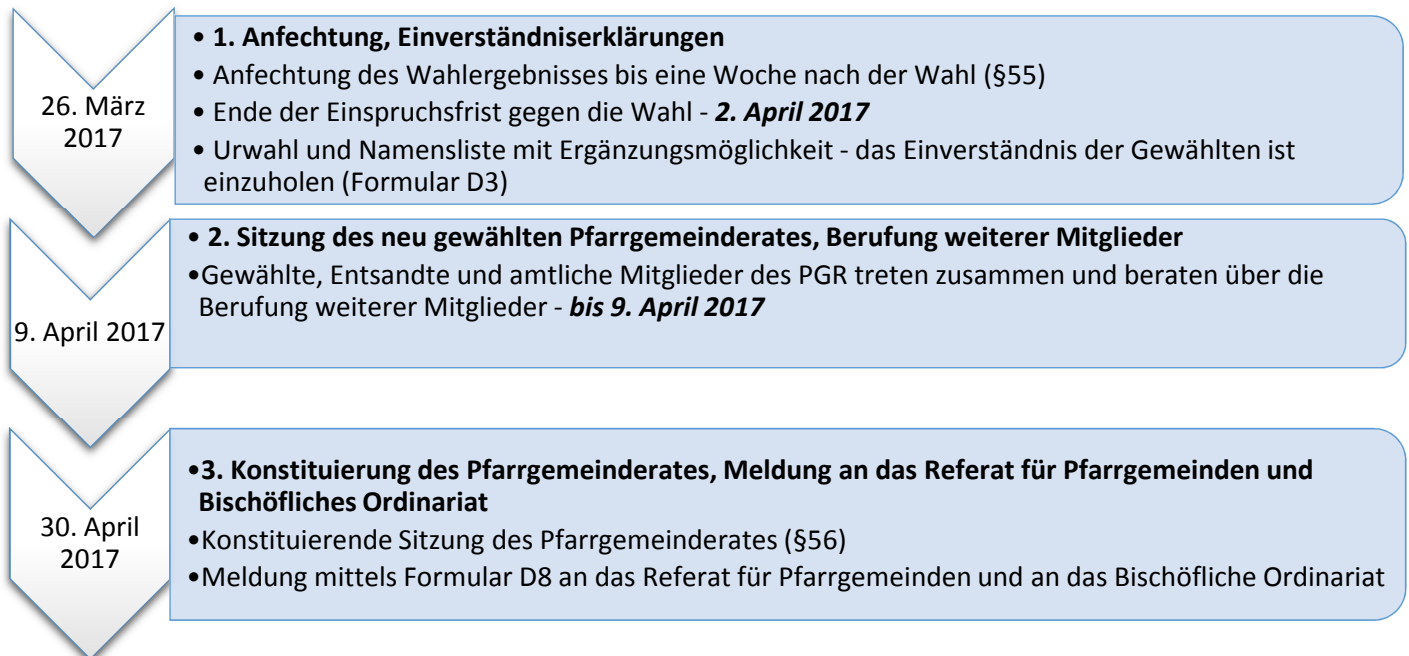 26. März
2017
• 1. Anfechtung, Einverständniserklärungen
• Anfechtung des Wahlergebnisses bis eine Woche nach der Wahl (§55)
• Ende der Einspruchsfrist gegen die Wahl - 2. April 2017
• Urwahl und Namensliste mit Ergänzungsmöglichkeit - das Einverständnis der Gewählten ist
einzuholen (Formular D3)
9. April 2017
• 2. Sitzung des neu gewählten Pfarrgemeinderates, Berufung weiterer Mitglieder
•Gewählte, Entsandte und amtliche Mitglieder des PGR treten zusammen und beraten über die
Berufung weiterer Mitglieder - bis 9. April 2017
30. April
2017
•3. Konstituierung des Pfarrgemeinderates, Meldung an das Referat für Pfarrgemeinden und
Bischöfliches Ordinariat
•Konstituierende Sitzung des Pfarrgemeinderates (§56)
•Meldung mittels Formular D8 an das Referat für Pfarrgemeinden und an das Bischöfliche Ordinariat